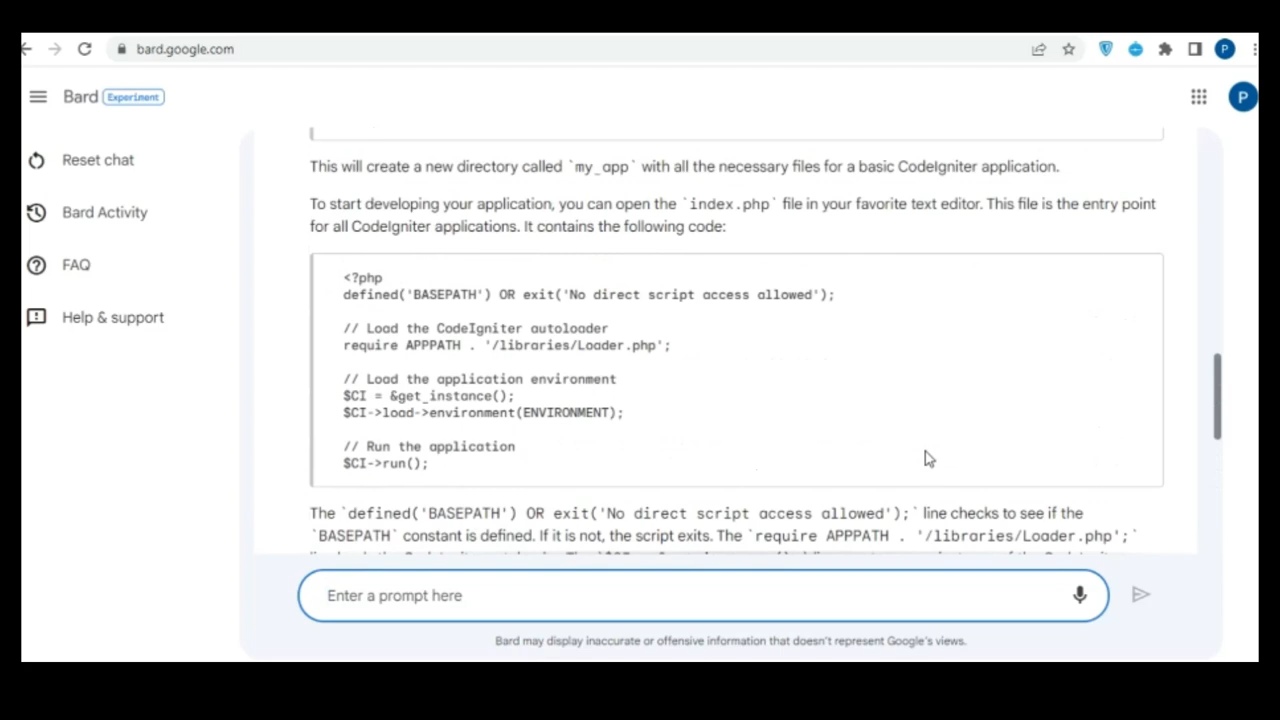 bard.google.com
P
Bard Experiment
P
Reset chat
Bard Activity
FAQ
Help & support
This will create a new directory called `my_app` with all the necessary files for a basic CodeIgniter application.
To start developing your application, you can open the `index.php` file in your favorite text editor. This file is the entry point
for all CodeIgniter applications. It contains the following code:
<?php
defined('BASEPATH') OR exit('No direct script access allowed');
// Load the CodeIgniter autoloader
require APPPATH . '/libraries/Loader.php';
// Load the application environment
$CI = &get_instance();
$CI->load->environment(ENVIRONMENT);
// Run the application
$CI->run();
The `defined('BASEPATH') OR exit('No direct script access allowed');` line checks to see if the
`BASEPATH` constant is defined. If it is not, the script exits. The `require APPPATH . '/libraries/Loader.php';`
Enter a prompt here
Bard may display inaccurate or offensive information that doesn't represent Google's views.